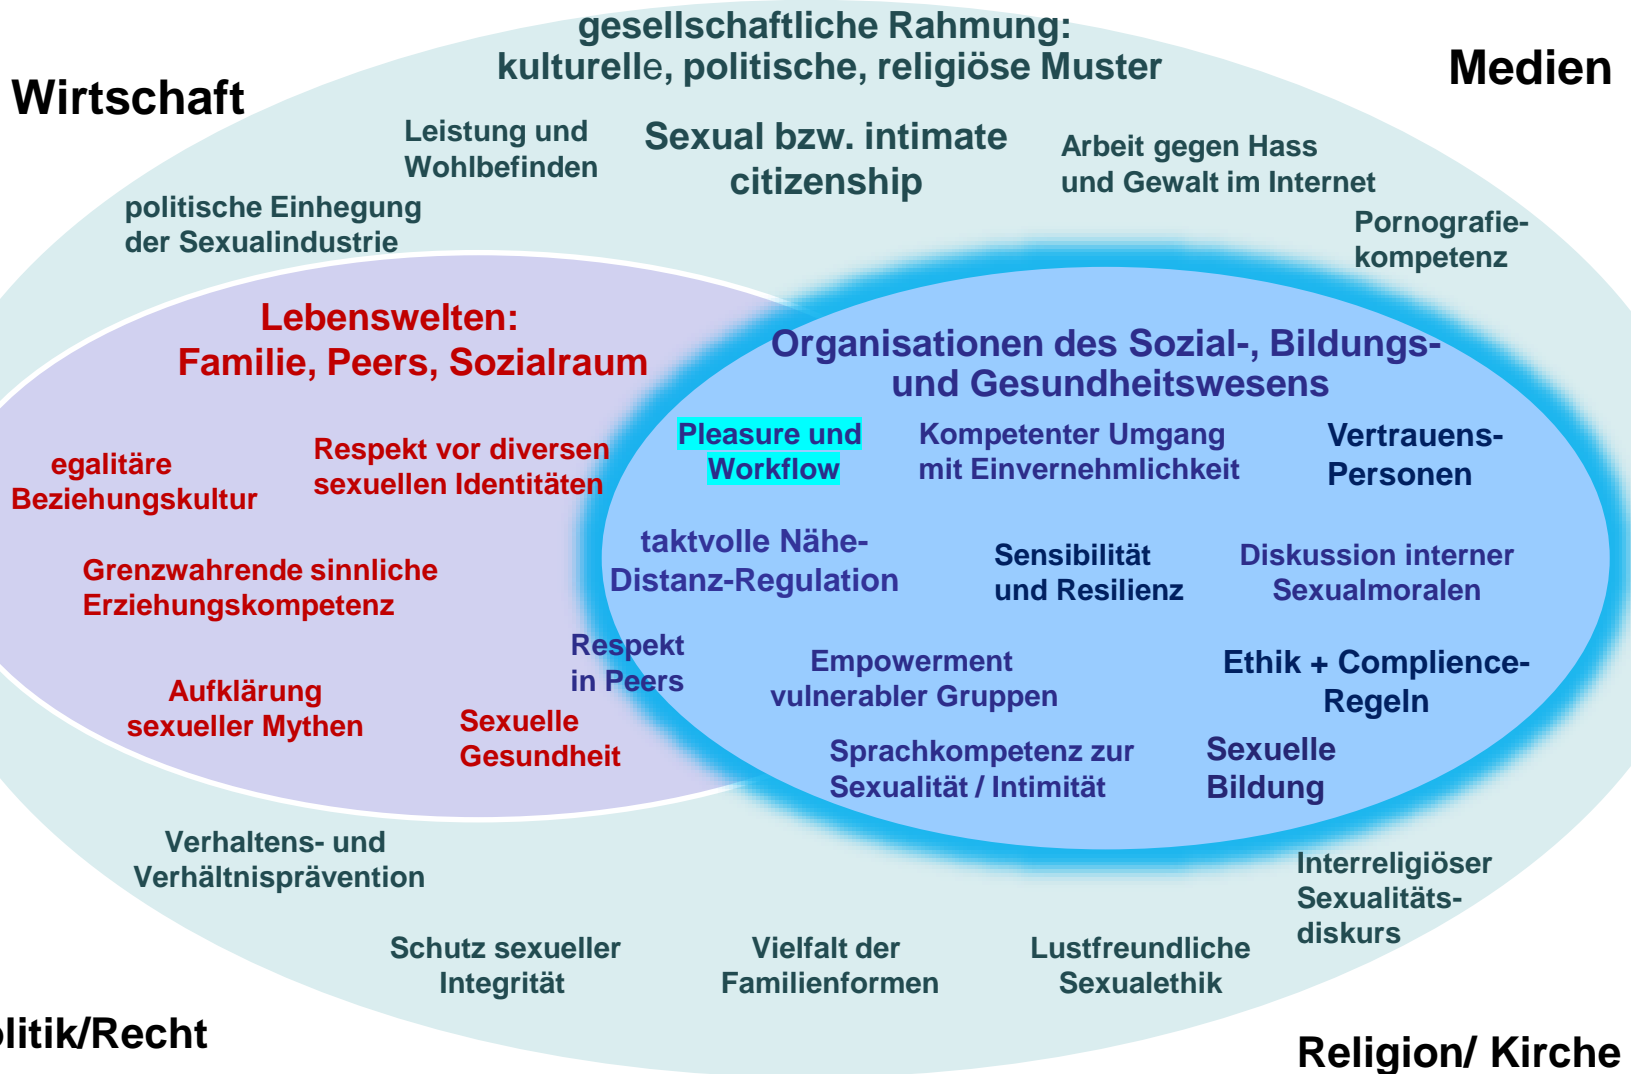 gesellschaftliche Rahmung:
kulturelle, politische, religiöse Muster
Wirtschaft
Medien
Leistung und
Wohlbefinden
Sexual bzw. intimate
citizenship
Arbeit gegen Hass
und Gewalt im Internet
politische Einhegung
der Sexualindustrie
Pornografie-
kompetenz
Lebenswelten:
Familie, Peers, Sozialraum
egalitäre
Beziehungskultur
Respekt vor diversen
sexuellen Identitäten
Grenzwahrende sinnliche
Erziehungskompetenz
Aufklärung
sexueller Mythen
Sexuelle
Gesundheit
Respekt
in Peers
Organisationen des Sozial-, Bildungs-
und Gesundheitswesens
Pleasure und
Workflow
Kompetenter Umgang
mit Einvernehmlichkeit
Vertrauens-
Personen
taktvolle Nähe-
Distanz-Regulation
Sensibilität
und Resilienz
Diskussion interner
Sexualmoralen
Empowerment
vulnerabler Gruppen
Ethik + Complience-
Regeln
Sprachkompetenz zur
Sexualität / Intimität
Sexuelle
Bildung
Verhaltens- und
Verhältnisprävention
Interreligiöser
Sexualitäts-
diskurs
Schutz sexueller
Integrität
Vielfalt der
Familienformen
Lustfreundliche
Sexualethik
olitik/Recht
Religion/ Kirche